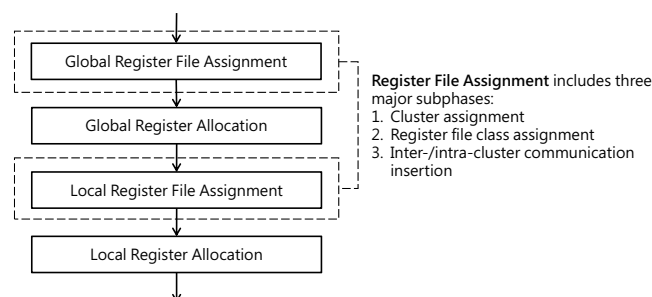 Global Register File Assignment
Global Register Allocation
Local Register File Assignment
Local Register Allocation
Register File Assignment includes three
major subphases:
1. Cluster assignment
2. Register file class assignment
3. Inter-/intra-cluster communication
insertion